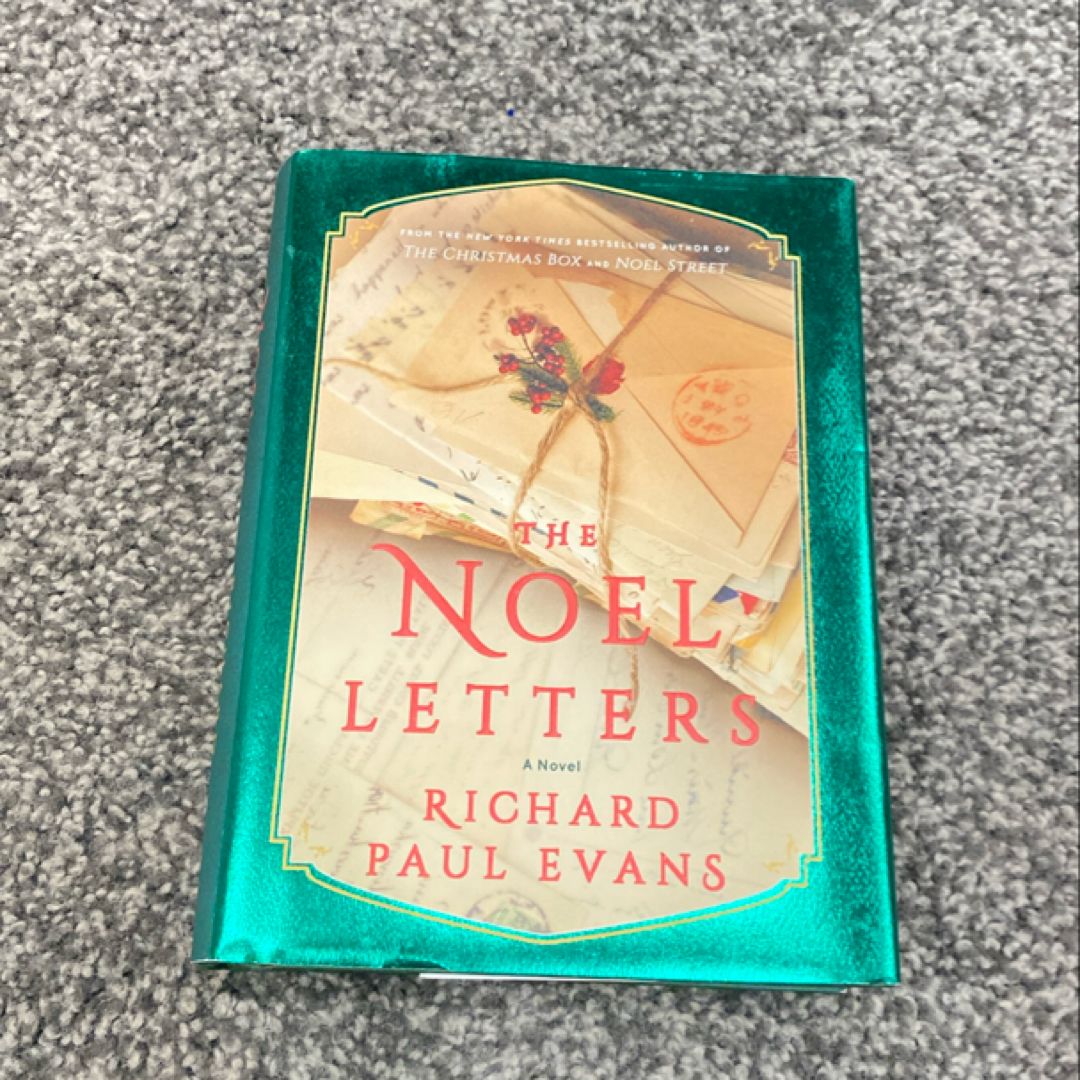 FROM THE NEW YORK TIMES BESTSELLING AUTHOR OF
THE CHRISTMAS BOX AND NOEL STREET
THE
NOEL
LETTERS
A Novel
RICHARD
PAUL EVANS